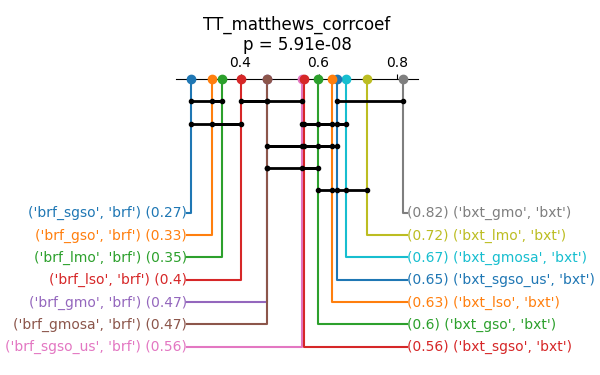 TT_matthews_corrcoef
p = 5.91e-08
0.4 0.6 0.8
('brf_sgso', 'brf') (0.27) (0.82) ('bxt_gmo', 'bxt')
('brf_gso', 'brf') (0.33) (0.72) ('bxt_lmo', 'bxt')
('brf_lmo', 'brf') (0.35) (0.67) ('bxt_gmosa', 'bxt')
('brf_lso', 'brf') (0.4) (0.65) ('bxt_sgso_us', 'bxt')
('brf_gmo', 'brf') (0.47) (0.63) ('bxt_lso', 'bxt')
('brf_gmosa', 'brf') (0.47) (0.6) ('bxt_gso', 'bxt')
('brf_sgso_us', 'brf') (0.56) (0.56) ('bxt_sgso', 'bxt')